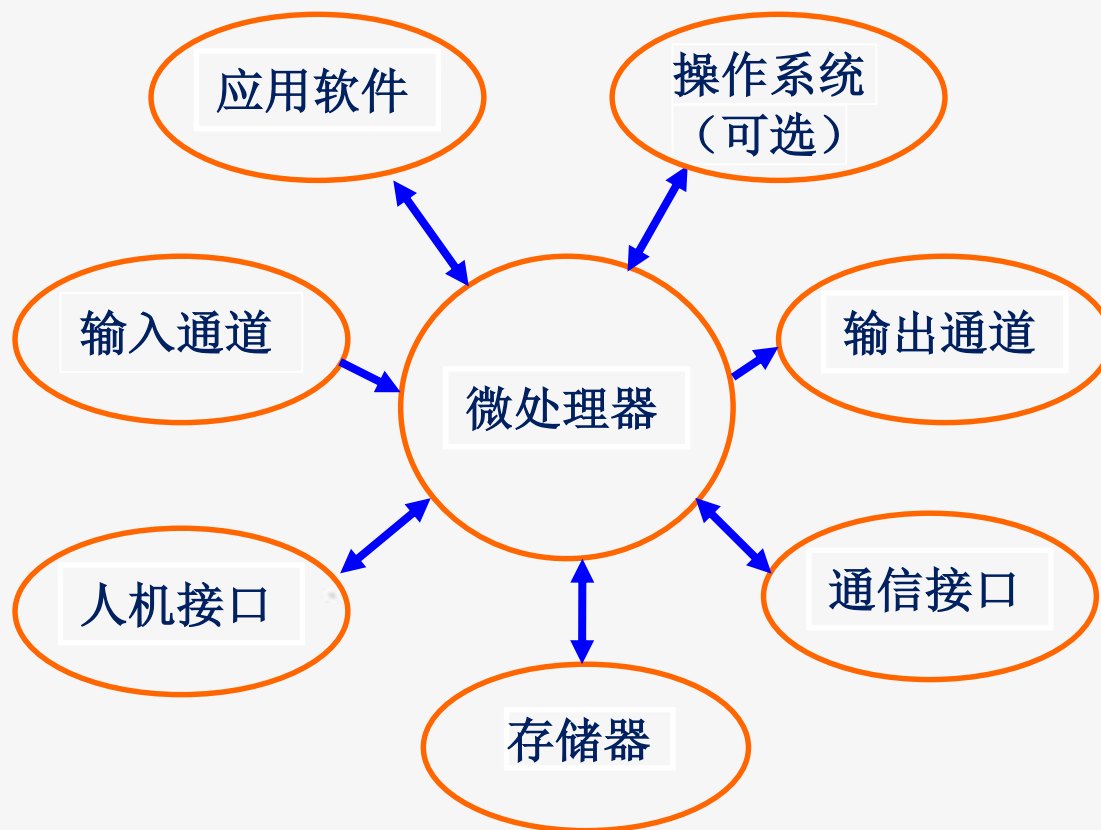 应用软件
操作系统
（可选）
输入通道
输出通道
微处理器
人机接口
通信接口
存储器